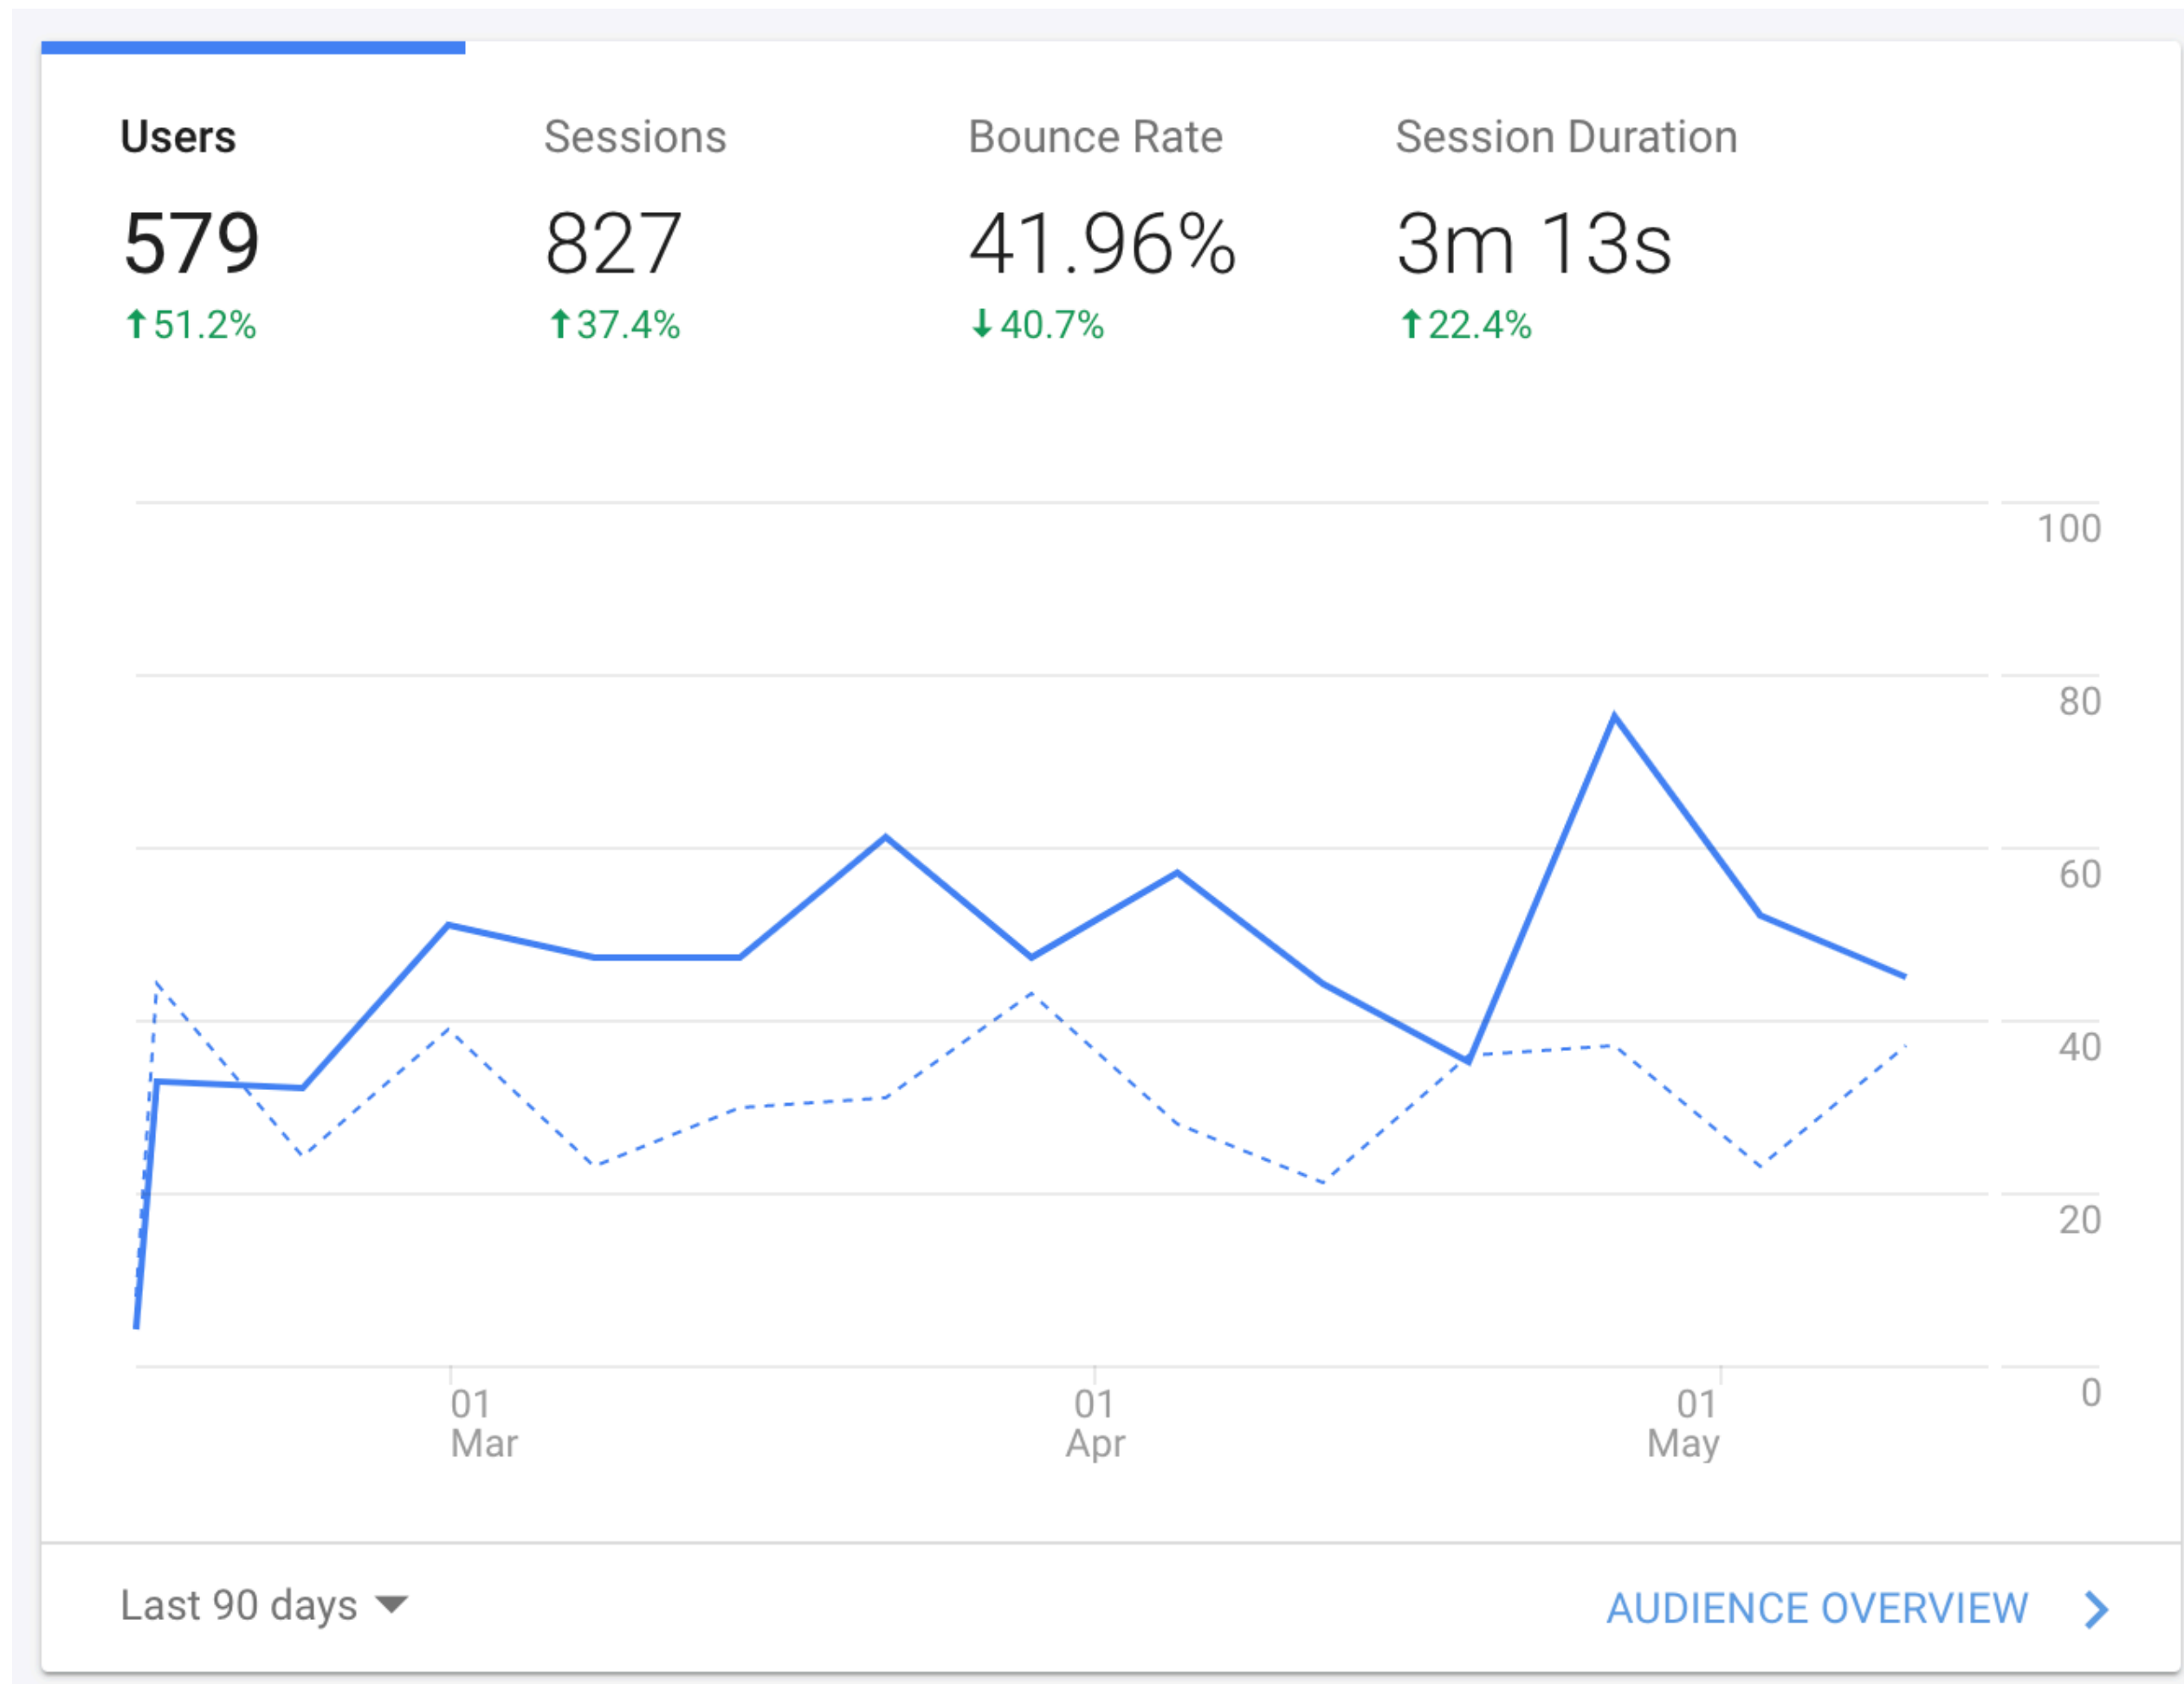 Users Sessions Bounce Rate Session Duration
579 827 41.96% 3m 13s
↑51.2% ↑37.4% ↓40.7% ↑22.4%
100
80
60
40
20
0
01 01 01
Mar Apr May
Last 90 days AUDIENCE OVERVIEW